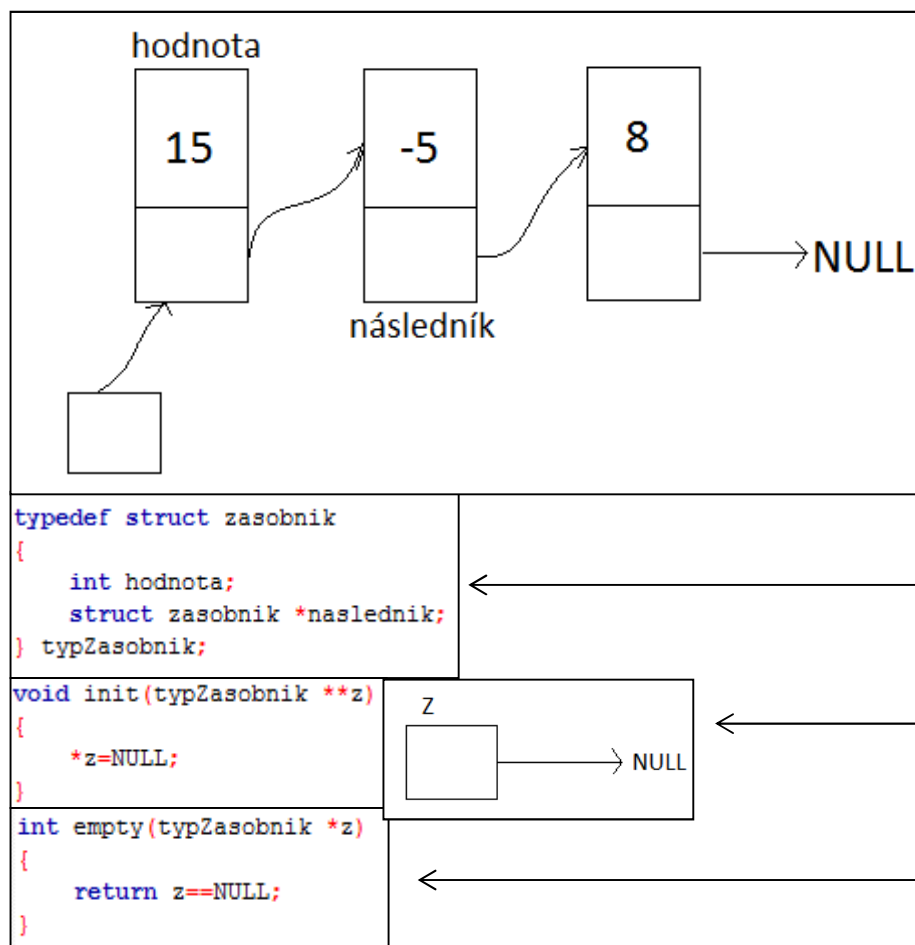 hodnota
15
-5
8
NULL
následník
typedef struct zasobnik
{
    int hodnota;
    struct zasobnik *naslednik;
} typZasobnik;
void init(typZasobnik **z)
{
    *z=NULL;
}
Z
NULL
int empty(typZasobnik *z)
{
    return z==NULL;
}